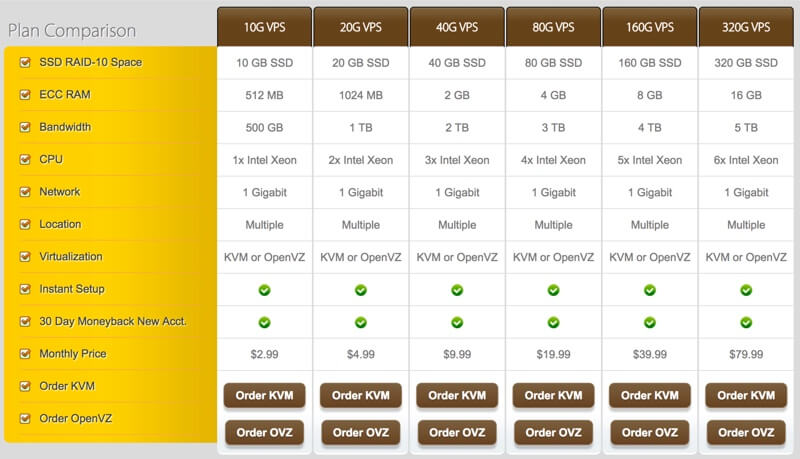 Plan Comparison 10G VPS 20G VPS 40G VPS 80G VPS 160G VPS 320G VPS
SSD RAID-10 Space 10 GB SSD 20 GB SSD 40 GB SSD 80 GB SSD 160 GB SSD 320 GB SSD
ECC RAM 512 MB 1024 MB 2 GB 4 GB 8 GB 16 GB
Bandwidth 500 GB 1 TB 2 TB 3 TB 4 TB 5 TB
CPU 1x Intel Xeon 2x Intel Xeon 3x Intel Xeon 4x Intel Xeon 5x Intel Xeon 6x Intel Xeon
Network 1 Gigabit 1 Gigabit 1 Gigabit 1 Gigabit 1 Gigabit 1 Gigabit
Location Multiple Multiple Multiple Multiple Multiple Multiple
Virtualization KVM or OpenVZ KVM or OpenVZ KVM or OpenVZ KVM or OpenVZ KVM or OpenVZ KVM or OpenVZ
Instant Setup
30 Day Moneyback New Acct.
Monthly Price $2.99 $4.99 $9.99 $19.99 $39.99 $79.99
Order KVM Order KVM Order KVM Order KVM Order KVM Order KVM Order KVM
Order OpenVZ Order OVZ Order OVZ Order OVZ Order OVZ Order OVZ Order OVZ